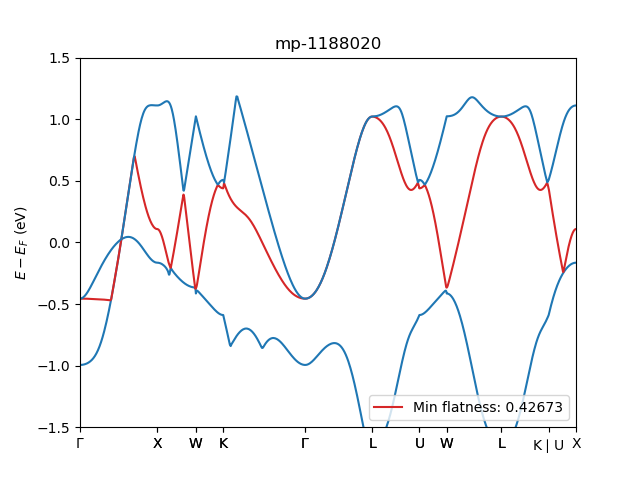 mp-1188020
E − E_F (eV)
1.5
1.0
0.5
0.0
−0.5
−1.0
−1.5
Min flatness: 0.42673
Γ X W K Γ L U W L K | U X